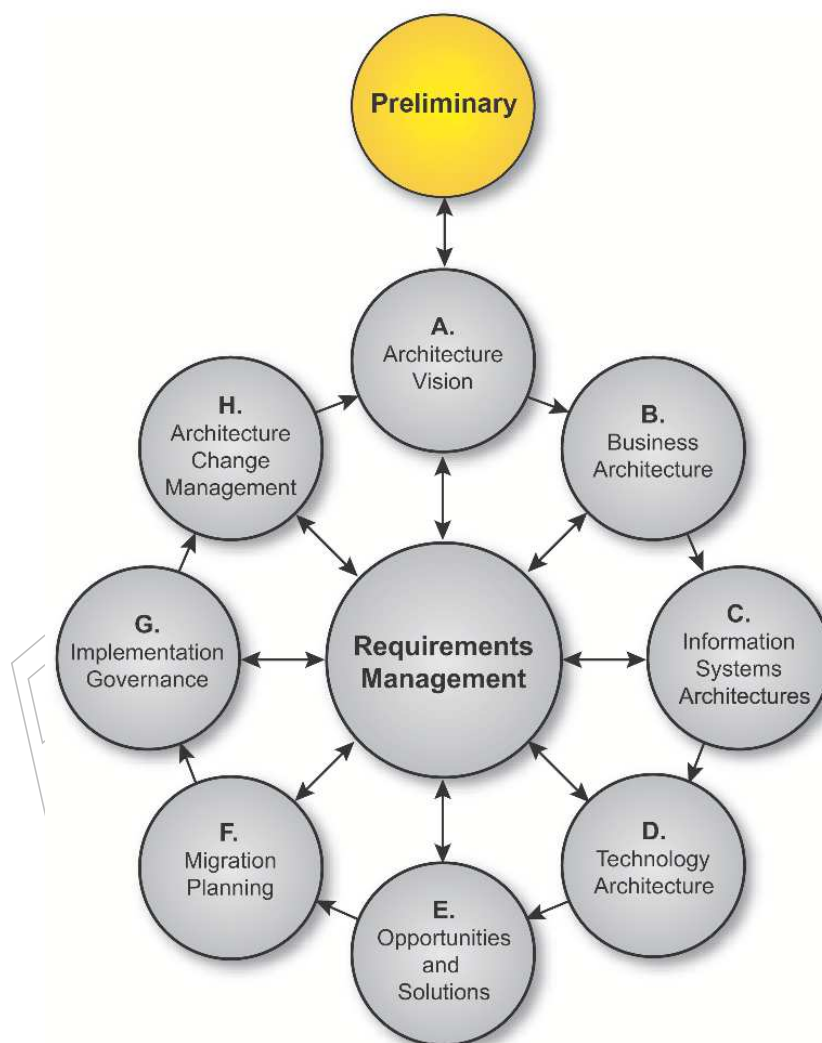 Preliminary
A.
Architecture
Vision
B.
Business
Architecture
C.
Information
Systems
Architectures
D.
Technology
Architecture
E.
Opportunities
and
Solutions
F.
Migration
Planning
G.
Implementation
Governance
H.
Architecture
Change
Management
Requirements
Management